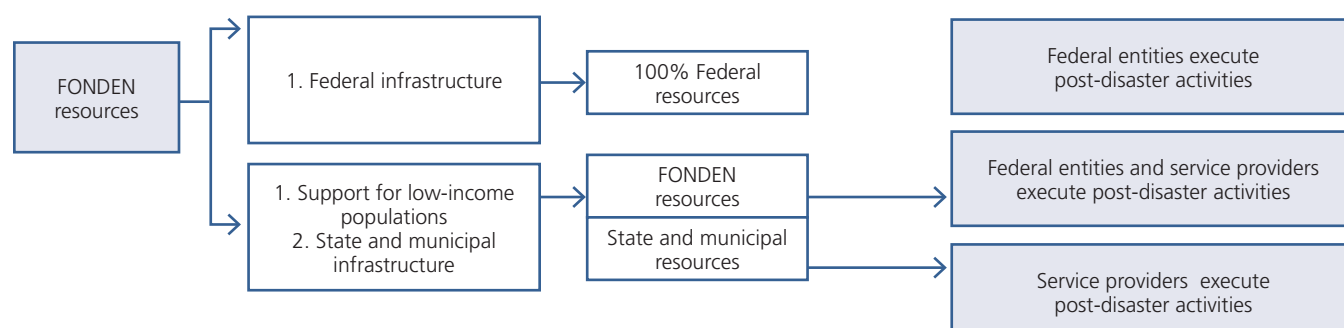 FONDEN
resources
1. Federal infrastructure
100% Federal
resources
Federal entities execute
post-disaster activities
1. Support for low-income
populations
2. State and municipal
infrastructure
FONDEN
resources
State and municipal
resources
Federal entities and service providers
execute post-disaster activities
Service providers execute
post-disaster activities